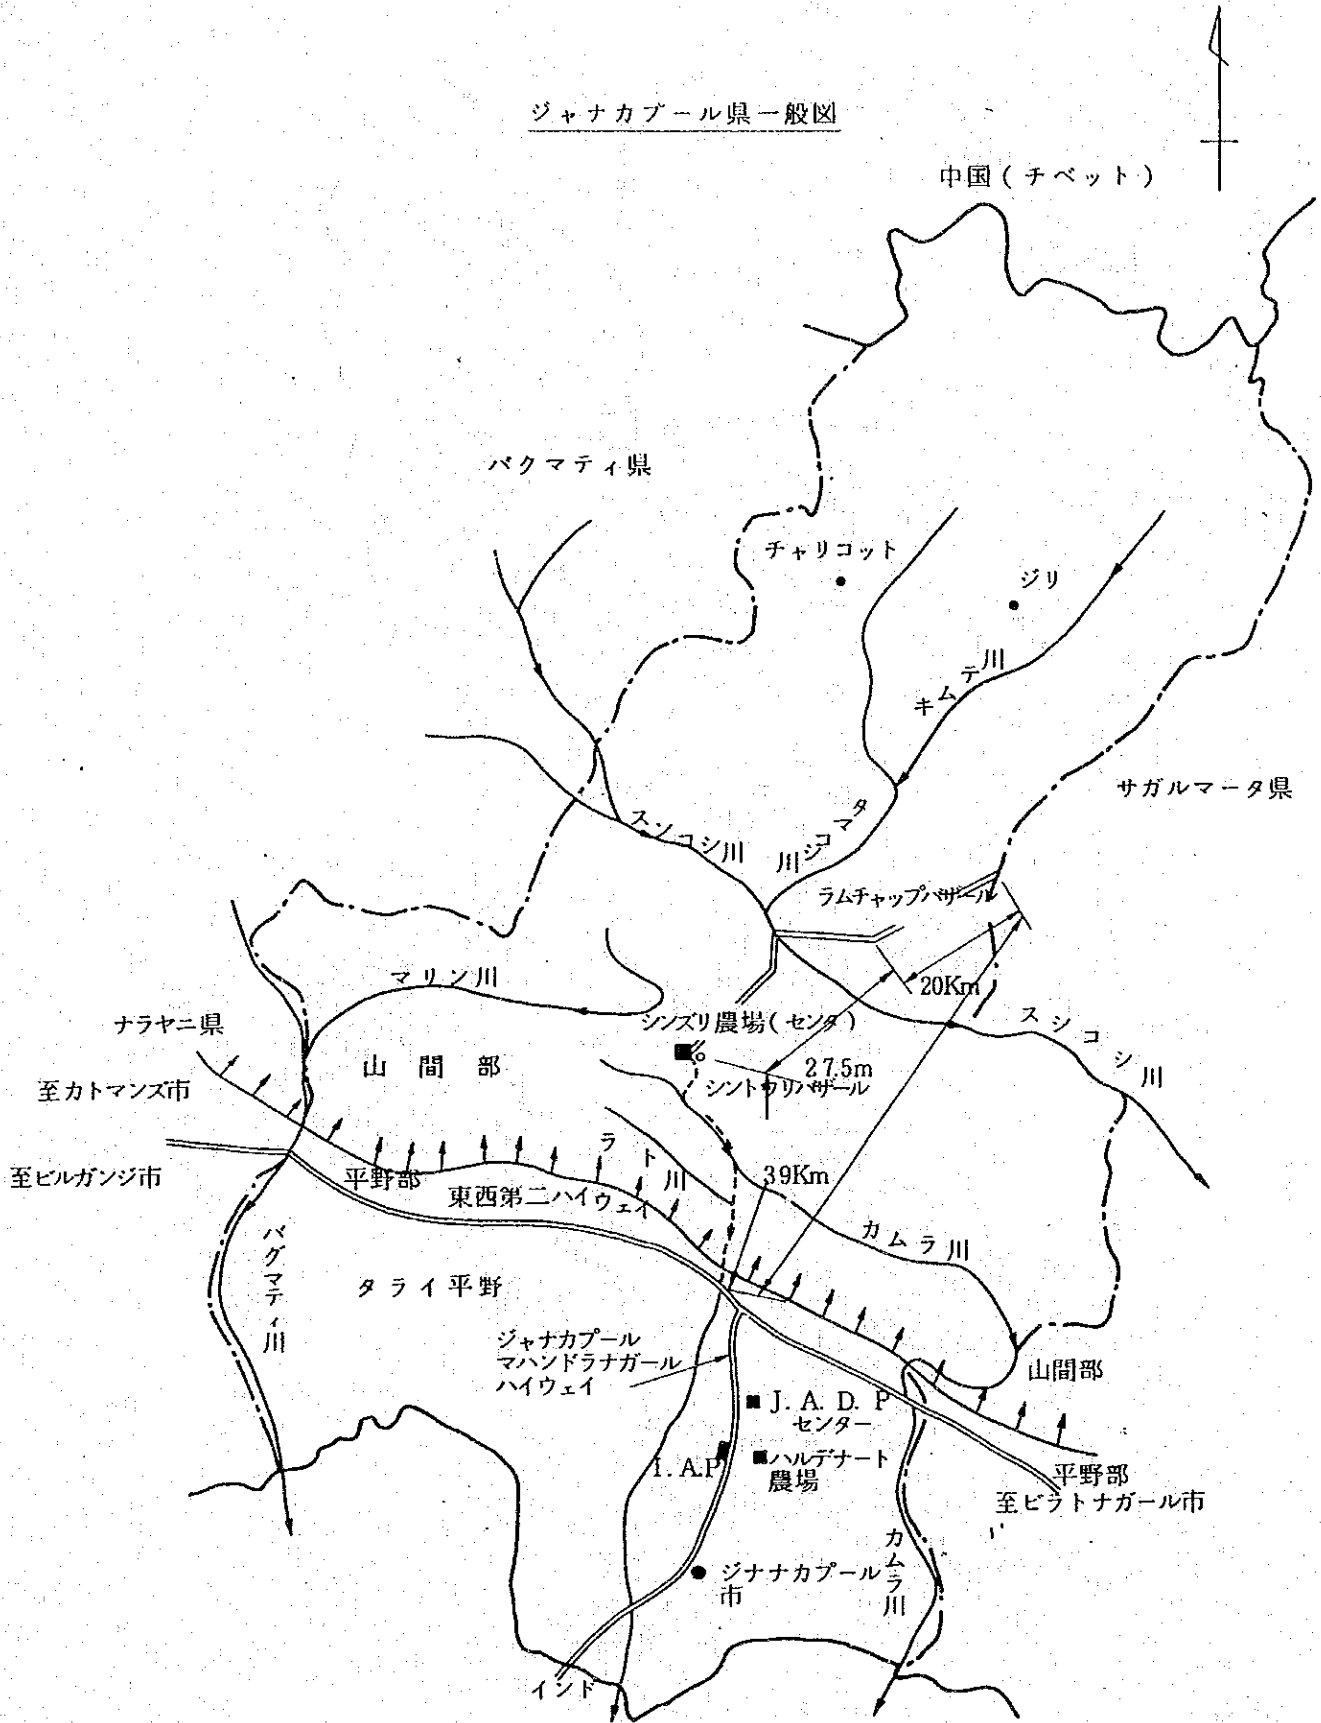 ジャナカプール県一般図
中国(チベット)
バクマティ県
チャリコット
ジリ
キムテ川
サガルマータ県
スンコシ川
タマコシ川
ラムチャップバザール
マリン川
20Km
スンコシ川
ナラヤニ県
シンズリ農場(センタ)
山間部
27.5m
シントゥリバザール
至カトマンズ市
ラト川
至ビルガンジ市
平野部
39Km
東西第二ハイウェイ
カムラ川
バグマティ川
タライ平野
ジャナカプール
マハンドラナガール
ハイウェイ
山間部
J.A.D.P
センター
I.A.P
ハルデナート
農場
平野部
至ビラトナガール市
カムラ川
ジナナカプール
市
インド